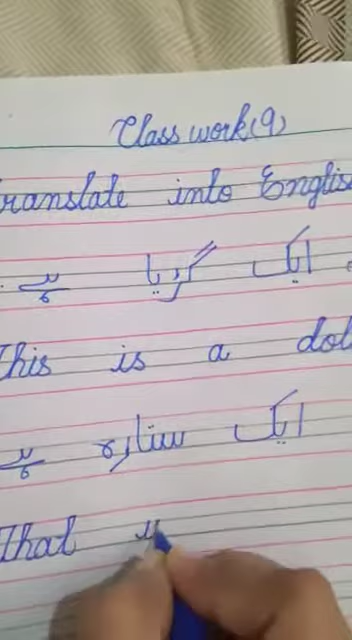 Class work(9)
ranslate into Englis
ایک گڑیا ہے
This is a dol
ایک ستارہ ہے
That